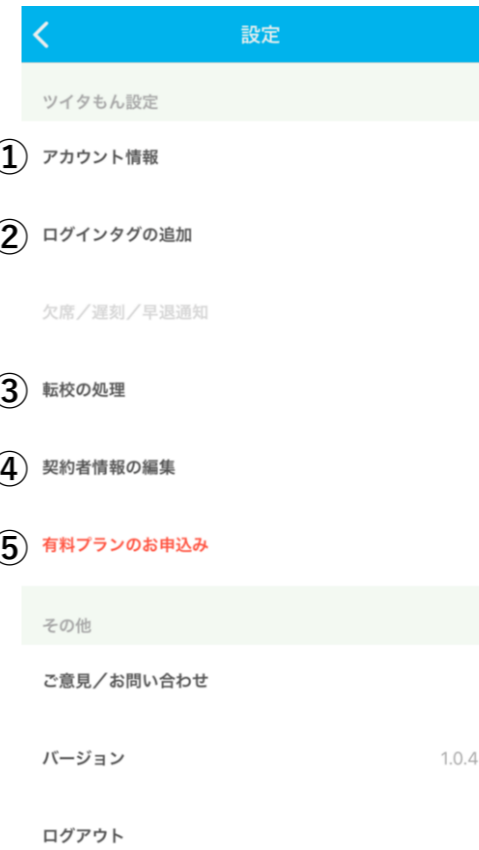 設定
ツイタもん設定
① アカウント情報
② ログインタグの追加
欠席／遅刻／早退通知
③ 転校の処理
④ 契約者情報の編集
⑤ 有料プランのお申込み
その他
ご意見／お問い合わせ
バージョン 1.0.4
ログアウト